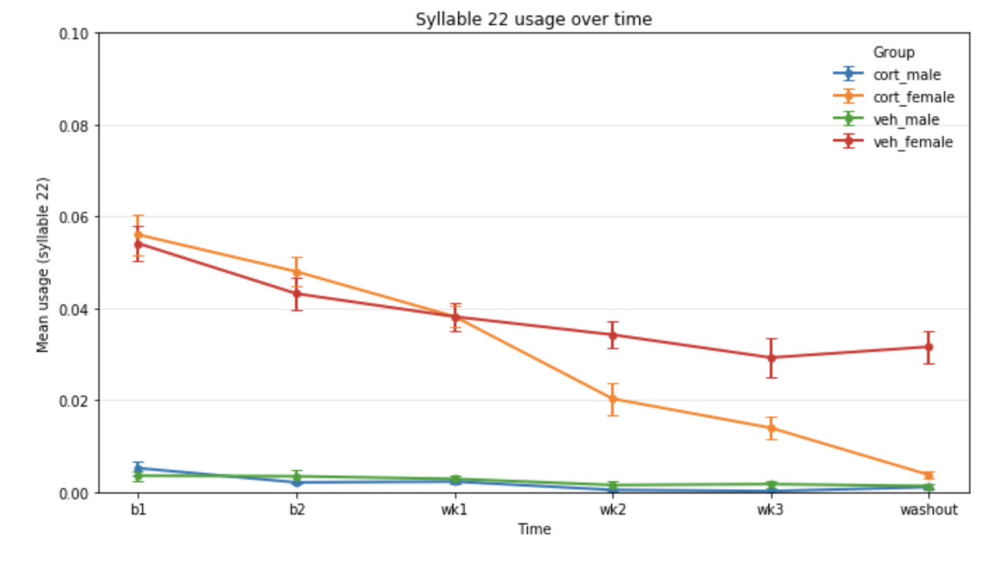 Syllable 22 usage over time
0.10
0.08
0.06
0.04
0.02
0.00
Mean usage (syllable 22)
Group
cort_male
cort_female
veh_male
veh_female
b1
b2
wk1
wk2
wk3
washout
Time